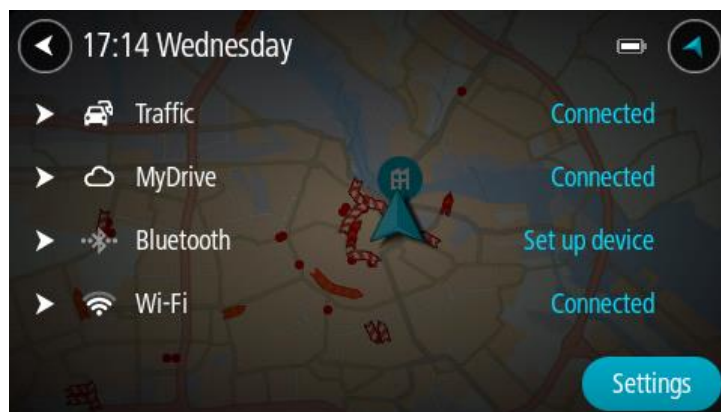 17:14 Wednesday
Traffic Connected
MyDrive Connected
Bluetooth Set up device
Wi-Fi Connected
Settings